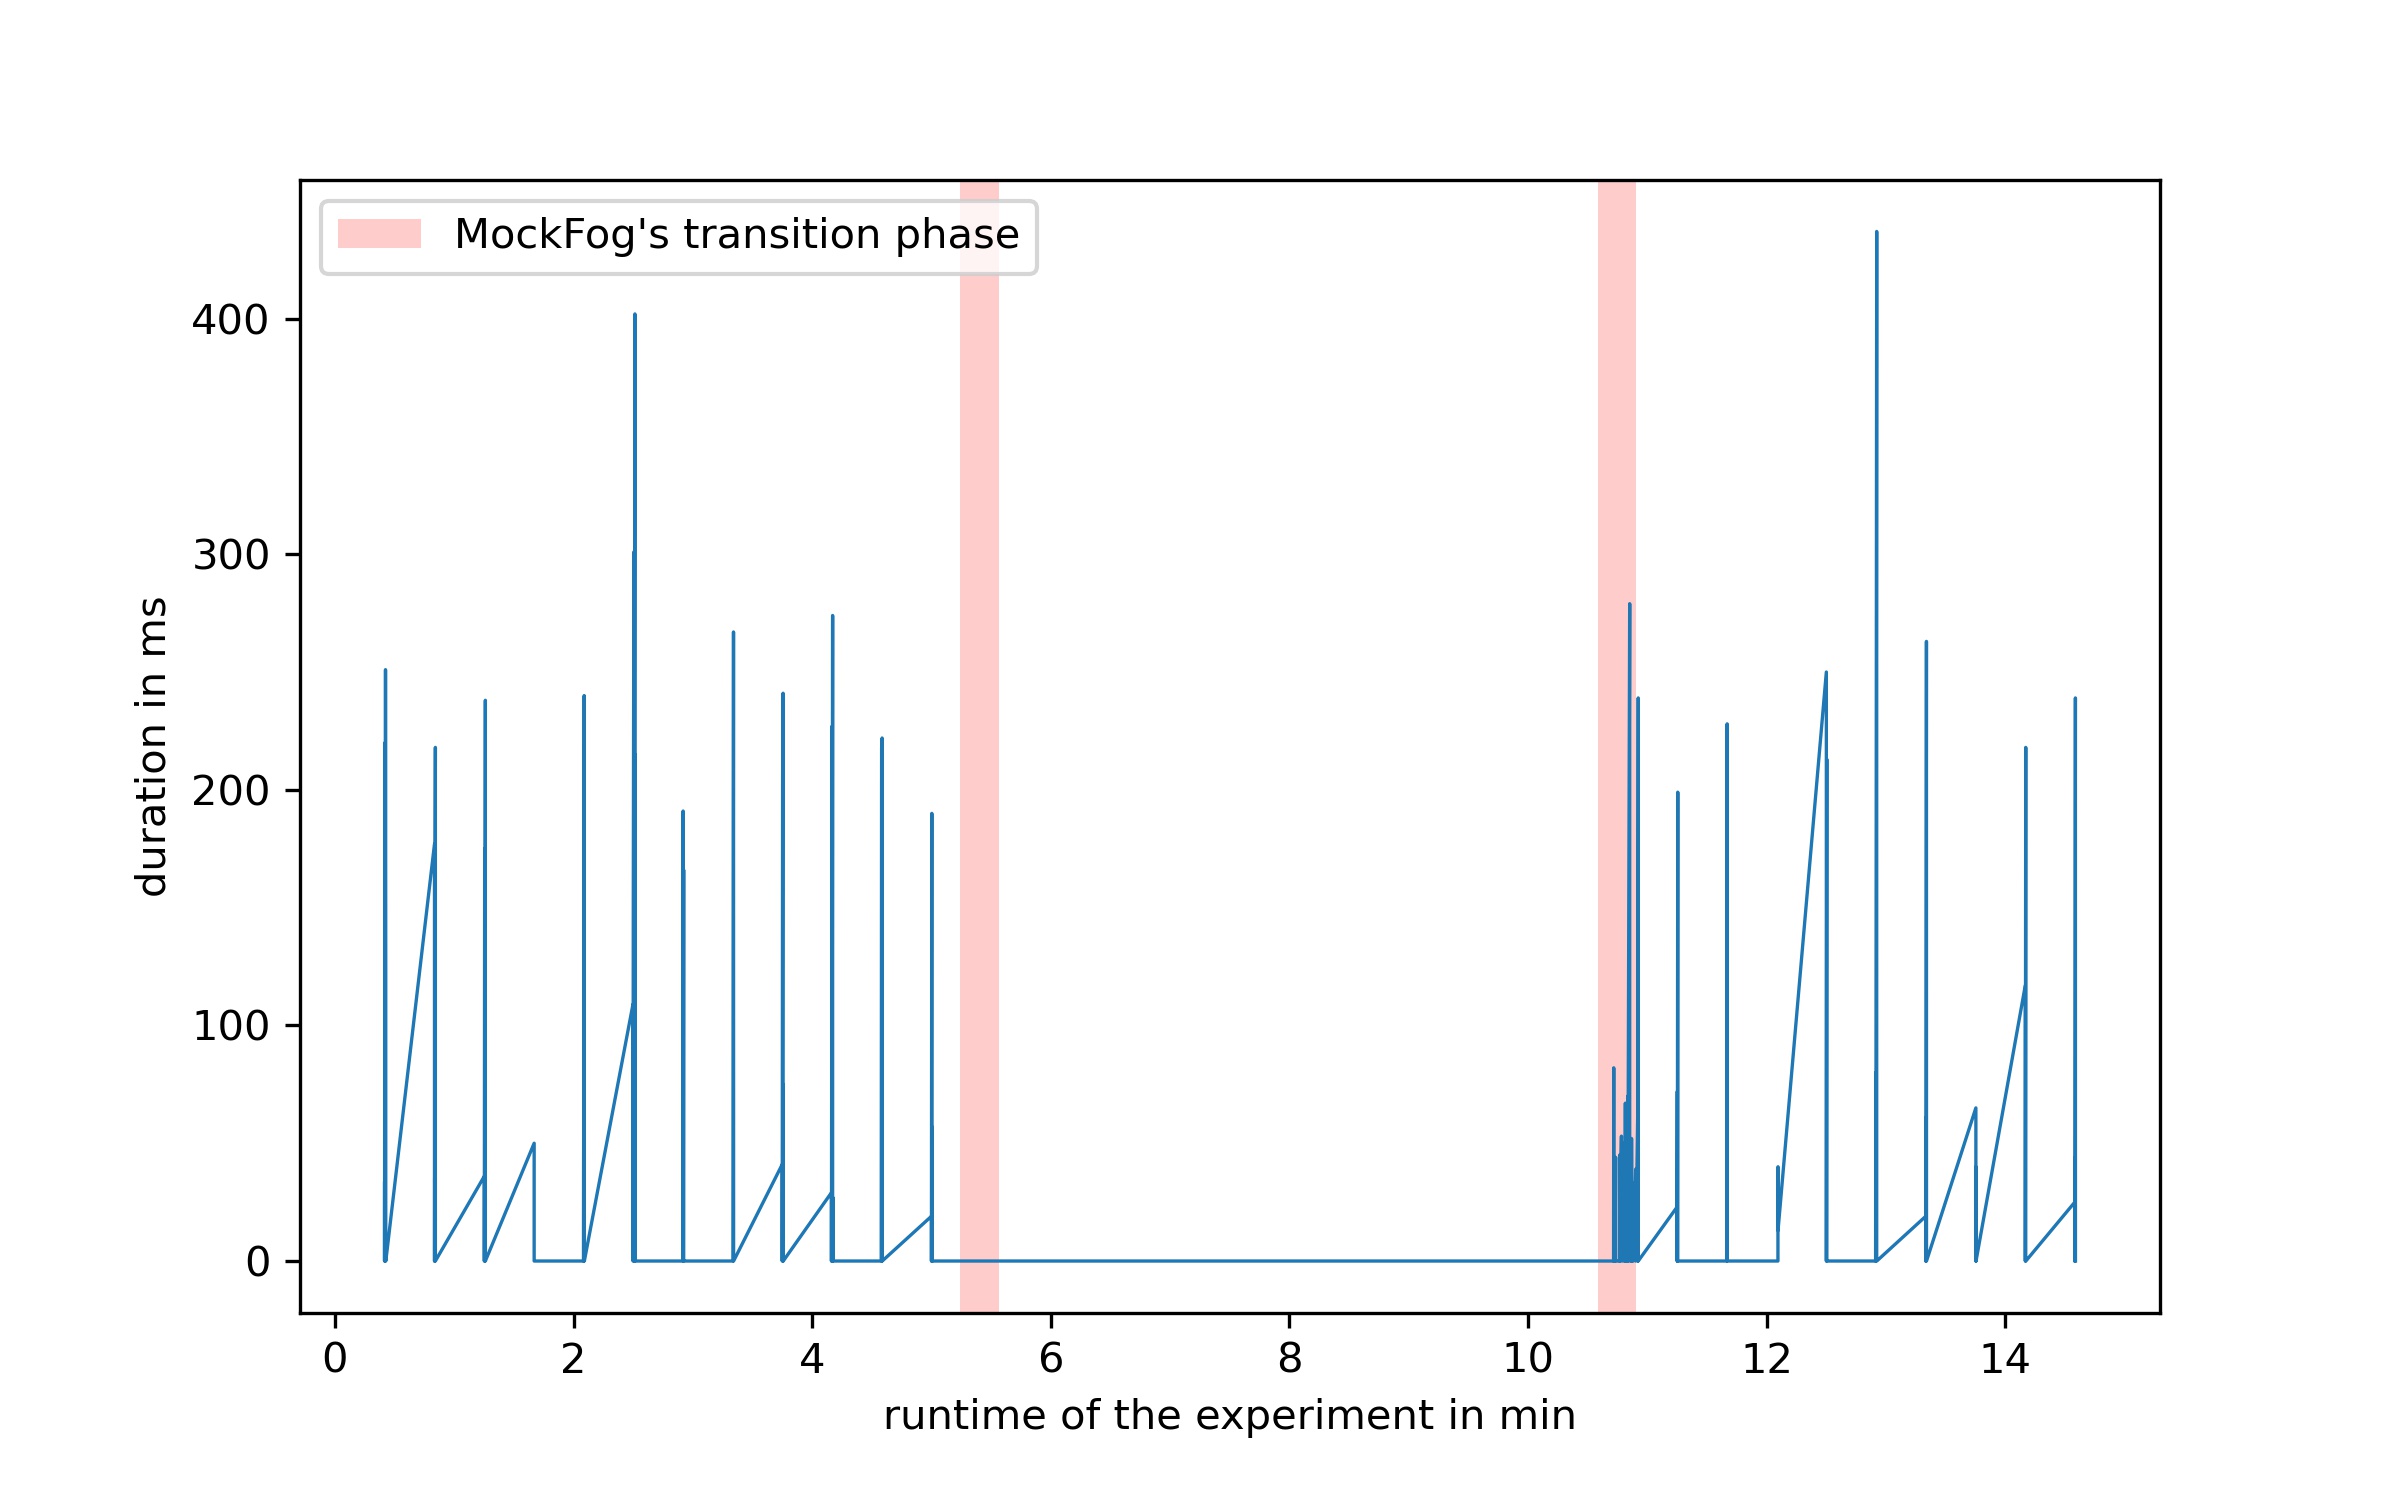 MockFog's transition phase
400
300
200
100
0
duration in ms
0 2 4 6 8 10 12 14
runtime of the experiment in min